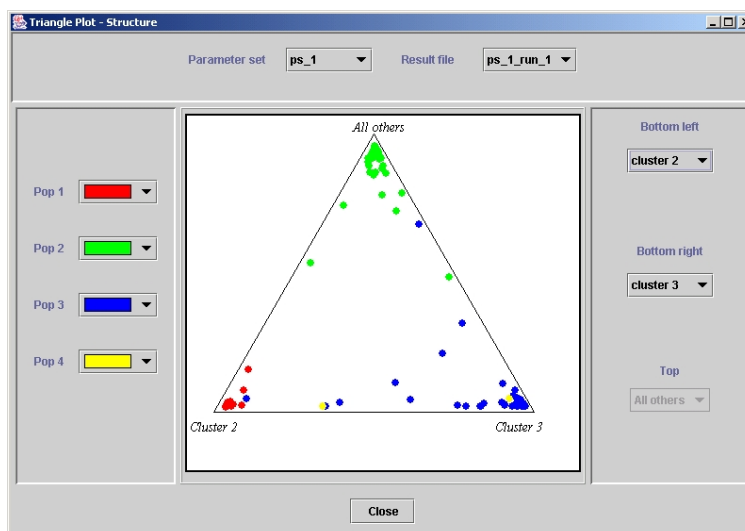 Triangle Plot - Structure
Parameter set ps_1 Result file ps_1_run_1
Pop 1
Pop 2
Pop 3
Pop 4
All others
Cluster 2 Cluster 3
Bottom left
cluster 2
Bottom right
cluster 3
Top
All others
Close